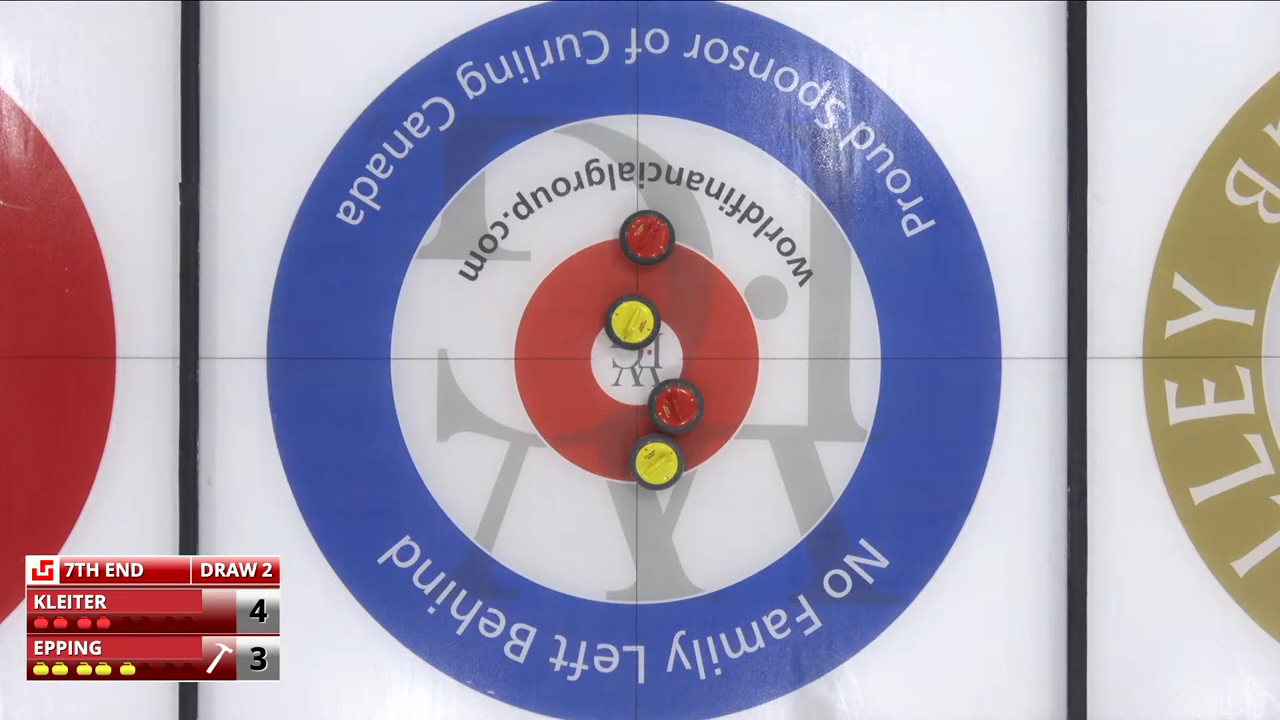 Proud Sponsor of Curling Canada
worldfinancialgroup.com
No Family Left Behind
LLEY
7TH END DRAW 2
KLEITER 4
EPPING 3